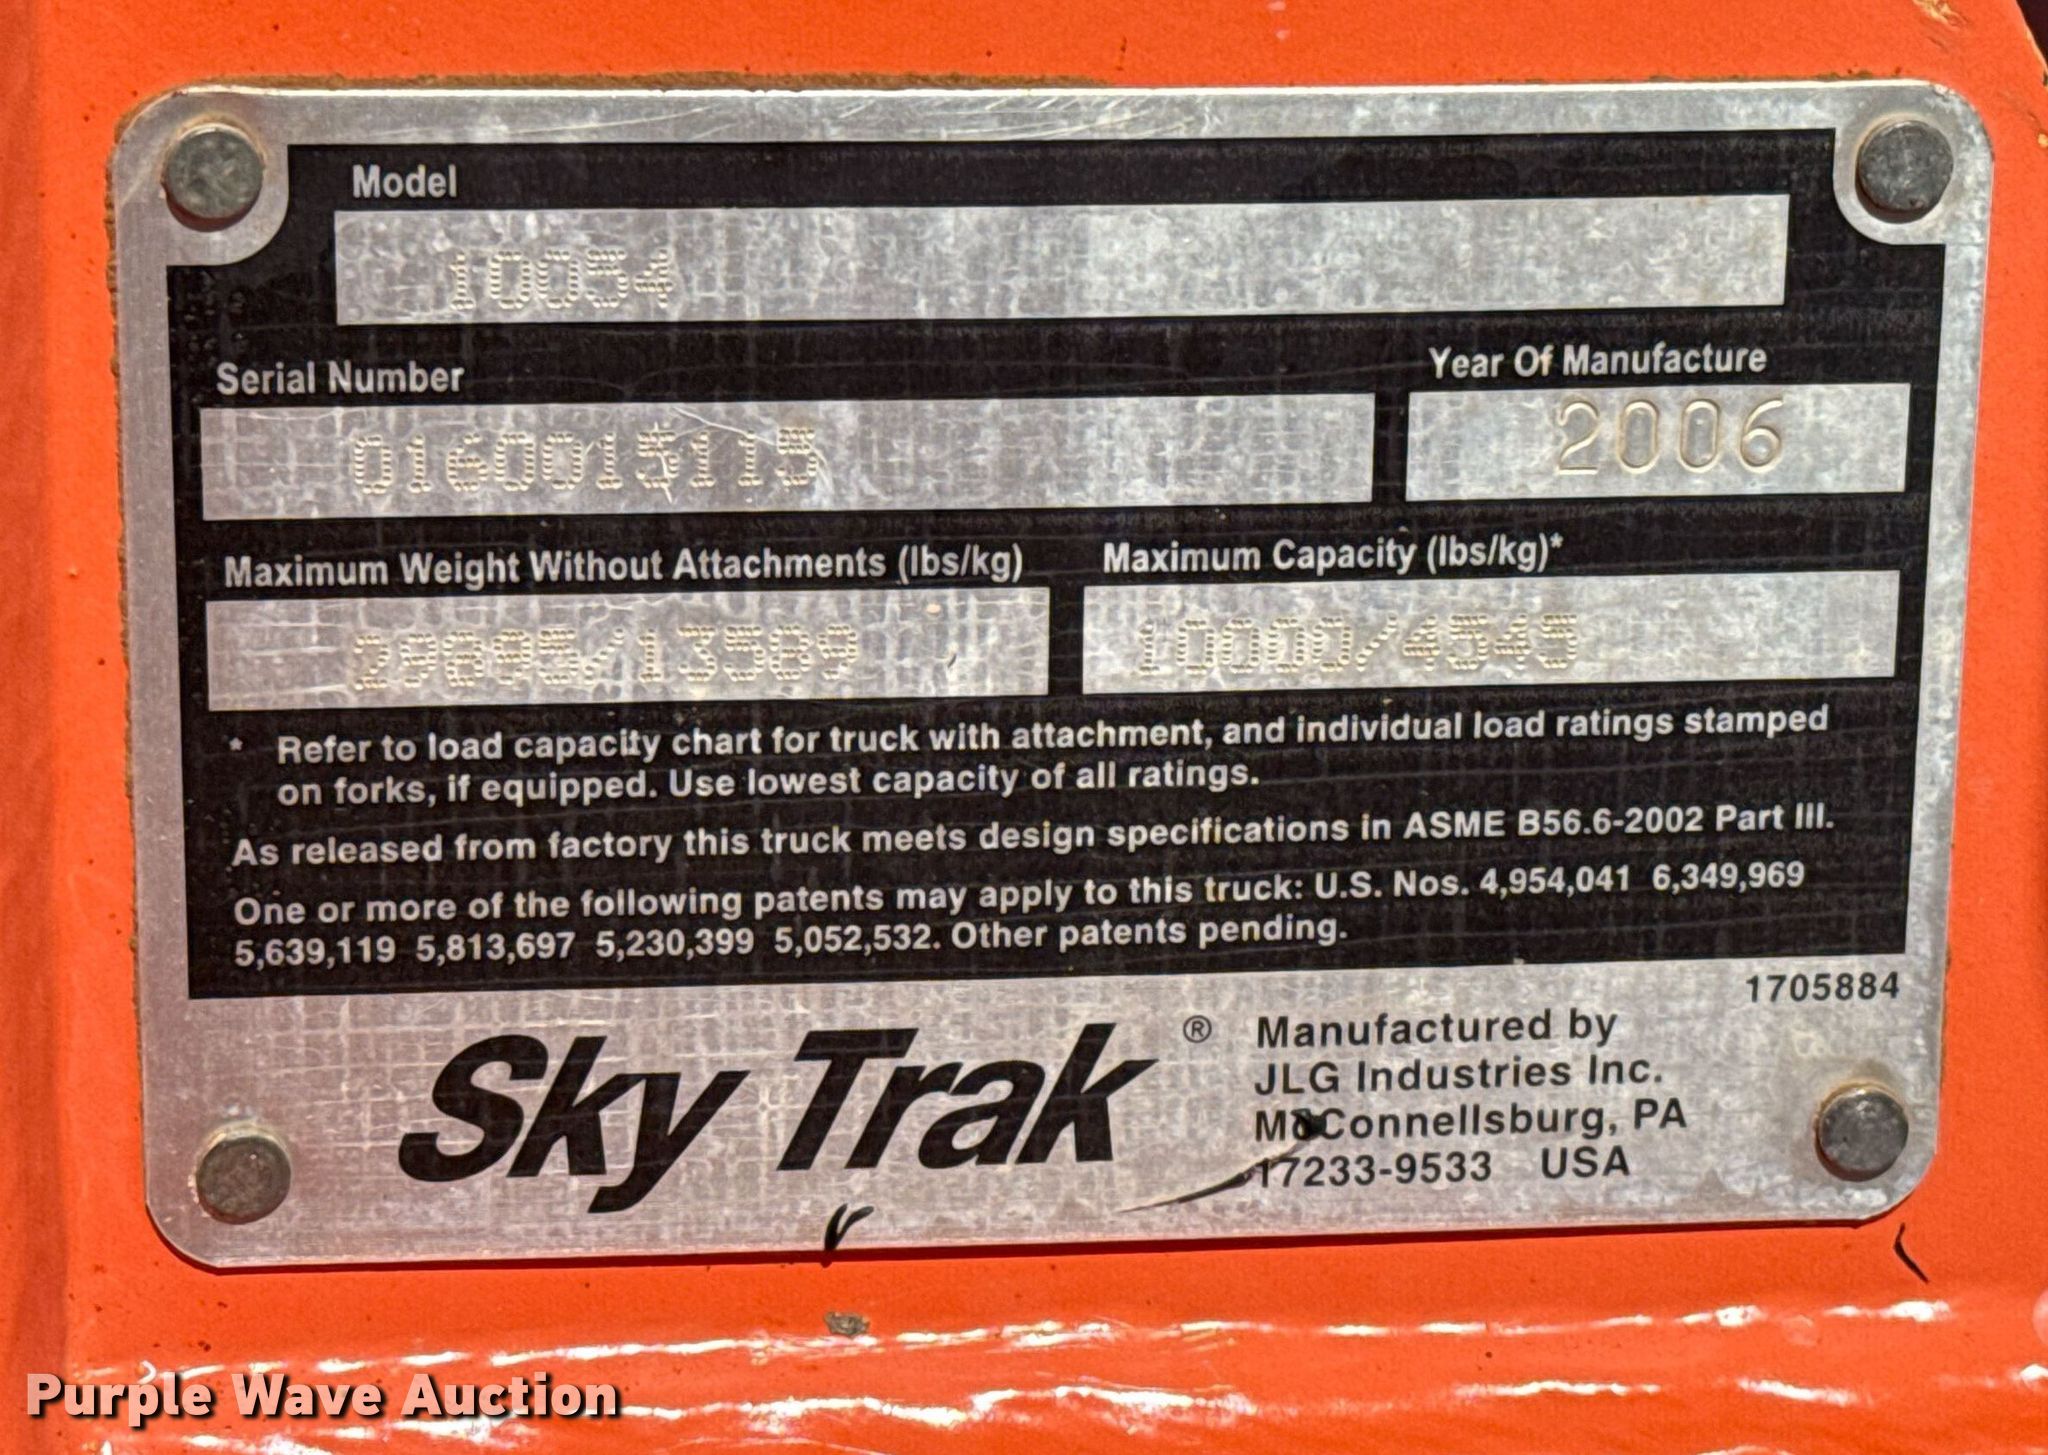 Model
10054
Serial Number
Year Of Manufacture
0160015115
2006
Maximum Weight Without Attachments (lbs/kg)
Maximum Capacity (lbs/kg)*
/13589
10000/4545
* Refer to load capacity chart for truck with attachment, and individual load ratings stamped
on forks, if equipped. Use lowest capacity of all ratings.
As released from factory this truck meets design specifications in ASME B56.6-2002 Part III.
One or more of the following patents may apply to this truck: U.S. Nos. 4,954,041 6,349,969
5,639,119 5,813,697 5,230,399 5,052,532. Other patents pending.
1705884
Sky Trak ®
Manufactured by
JLG Industries Inc.
McConnellsburg, PA
17233-9533 USA
Purple Wave Auction